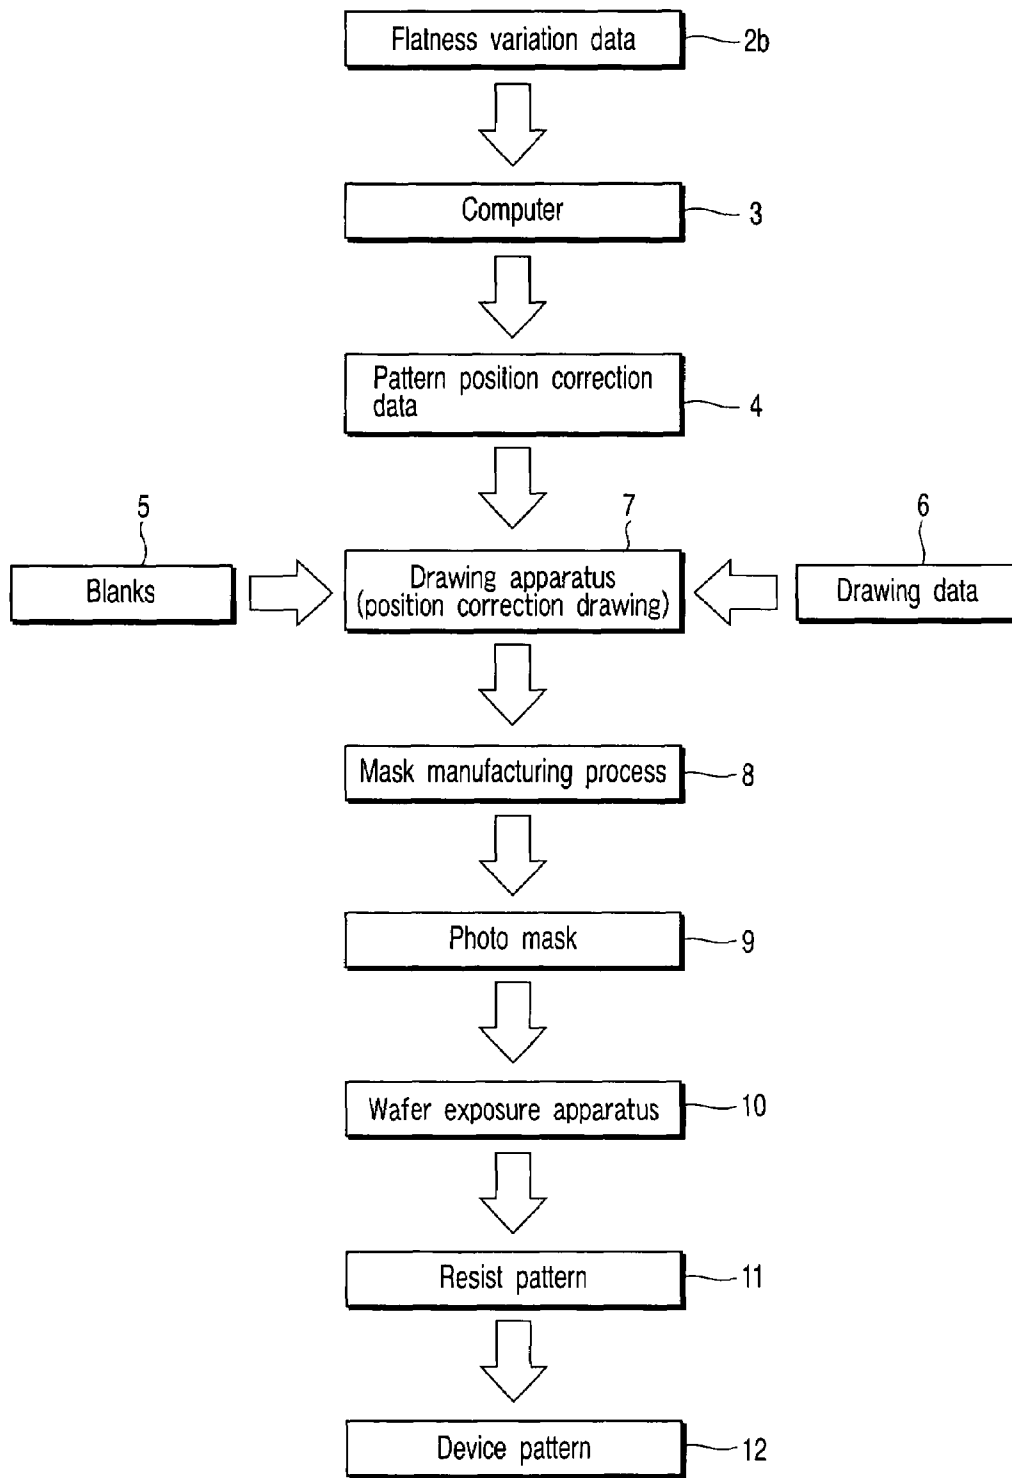 Flatness variation data 2b
Computer 3
Pattern position correction
data 4
5 7 6
Blanks Drawing apparatus Drawing data
(position correction drawing)
Mask manufacturing process 8
Photo mask 9
Wafer exposure apparatus 10
Resist pattern 11
Device pattern 12